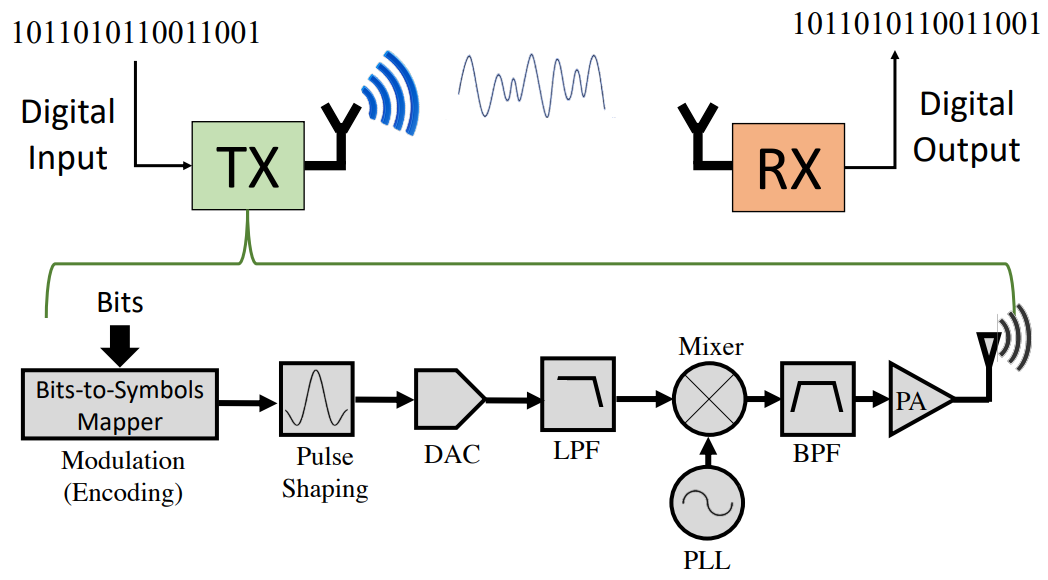 1011010110011001
1011010110011001
Digital
Input
TX
RX
Digital
Output
Bits
Bits-to-Symbols
Mapper
Modulation
(Encoding)
Pulse
Shaping
DAC
LPF
Mixer
PLL
BPF
PA